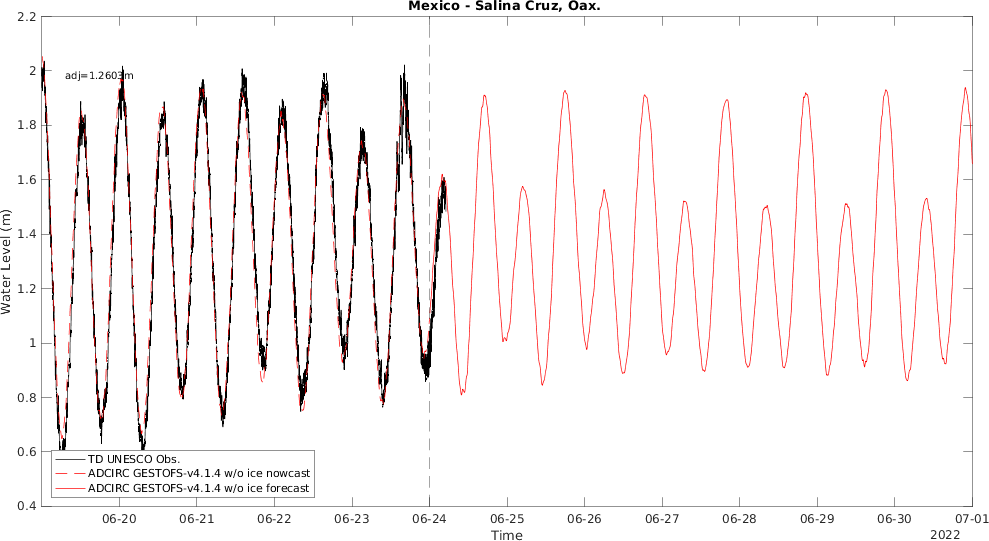 Mexico - Salina Cruz, Oax.
2.2
2
1.8
1.6
1.4
1.2
1
0.8
0.6
0.4
Water Level (m)
adj=1.2603m
TD UNESCO Obs.
ADCIRC GESTOFS-v4.1.4 w/o ice nowcast
ADCIRC GESTOFS-v4.1.4 w/o ice forecast
06-20 06-21 06-22 06-23 06-24 06-25 06-26 06-27 06-28 06-29 06-30 07-01
Time
2022